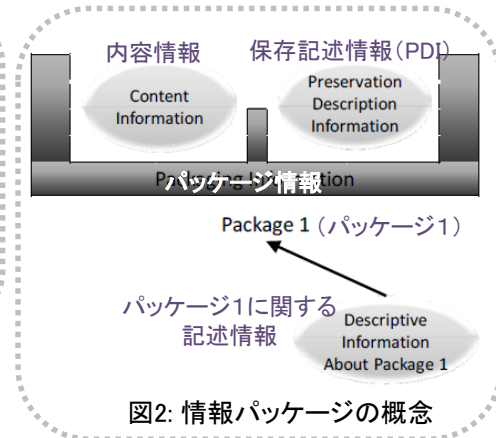 内容情報
保存記述情報(PDI)
Content
Information
Preservation
Description
Information
Packaging Information
パッケージ情報
Package 1 (パッケージ1)
パッケージ1に関する
記述情報
Descriptive
Information
About Package 1
図2: 情報パッケージの概念